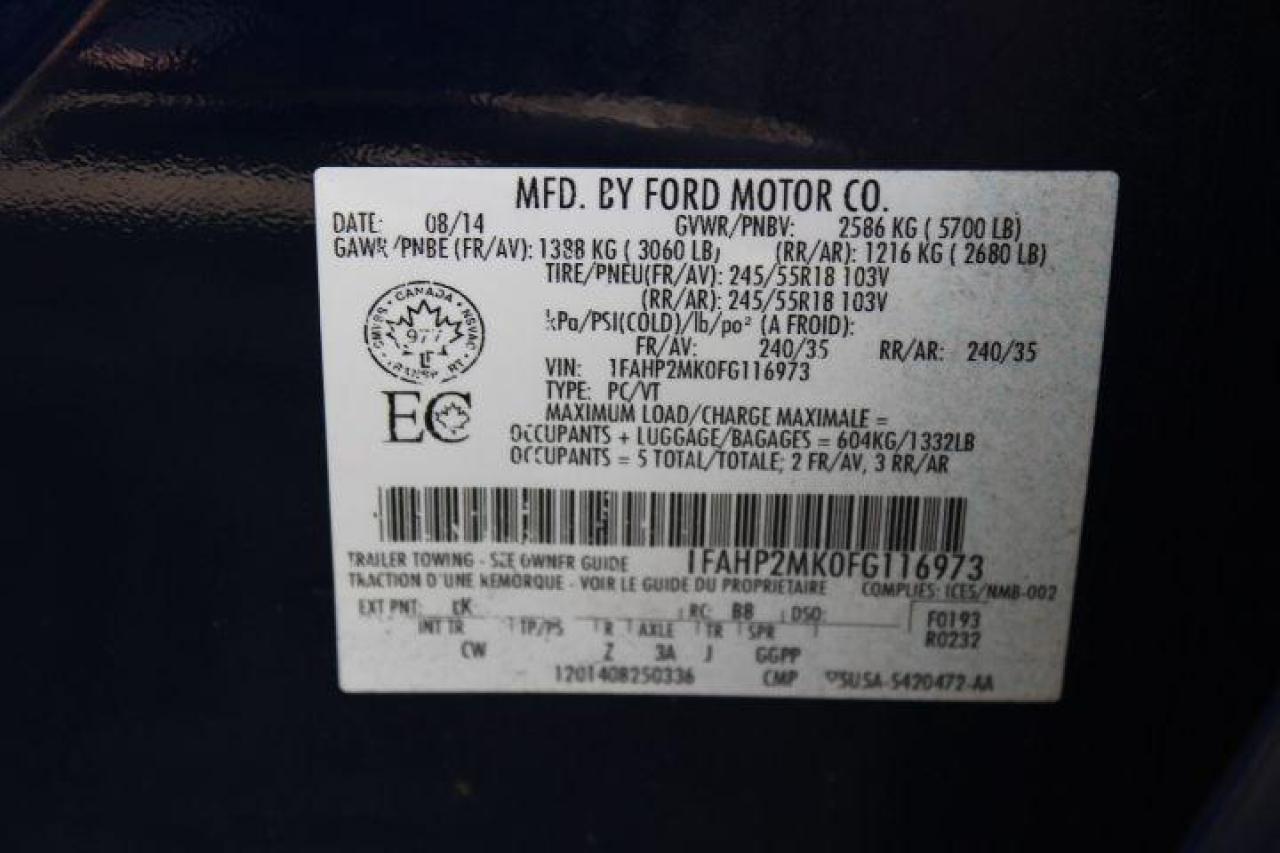 MFD. BY FORD MOTOR CO.
DATE: 08/14 GVWR/PNBV: 2586 KG ( 5700 LB)
GAWR/PNBE (FR/AV): 1388 KG ( 3060 LB) (RR/AR): 1216 KG ( 2680 LB)
TIRE/PNEU(FR/AV): 245/55R18 103V
(RR/AR): 245/55R18 103V
kPa/PSI(COLD)/lb/po² (A FROID):
FR/AV: 240/35 RR/AR: 240/35
VIN: 1FAHP2MK0FG116973
TYPE: PC/VT
MAXIMUM LOAD/CHARGE MAXIMALE =
OCCUPANTS + LUGGAGE/BAGAGES = 604KG/1332LB
OCCUPANTS = 5 TOTAL/TOTALE; 2 FR/AV, 3 RR/AR
CANADA
NSVAC
CMVSS
977
TRANSPORT
EC
1FAHP2MK0FG116973
TRAILER TOWING - SEE OWNER GUIDE
TRACTION D'UNE REMORQUE - VOIR LE GUIDE DU PROPRIETAIRE
COMPLIES: ICES/NMB-002
EXT PNT: RC: BB DSO: F0193
INT TR TP/PS R AXLE TR SPR R0232
CW Z 3A J GGPP
1201408250336 CMP